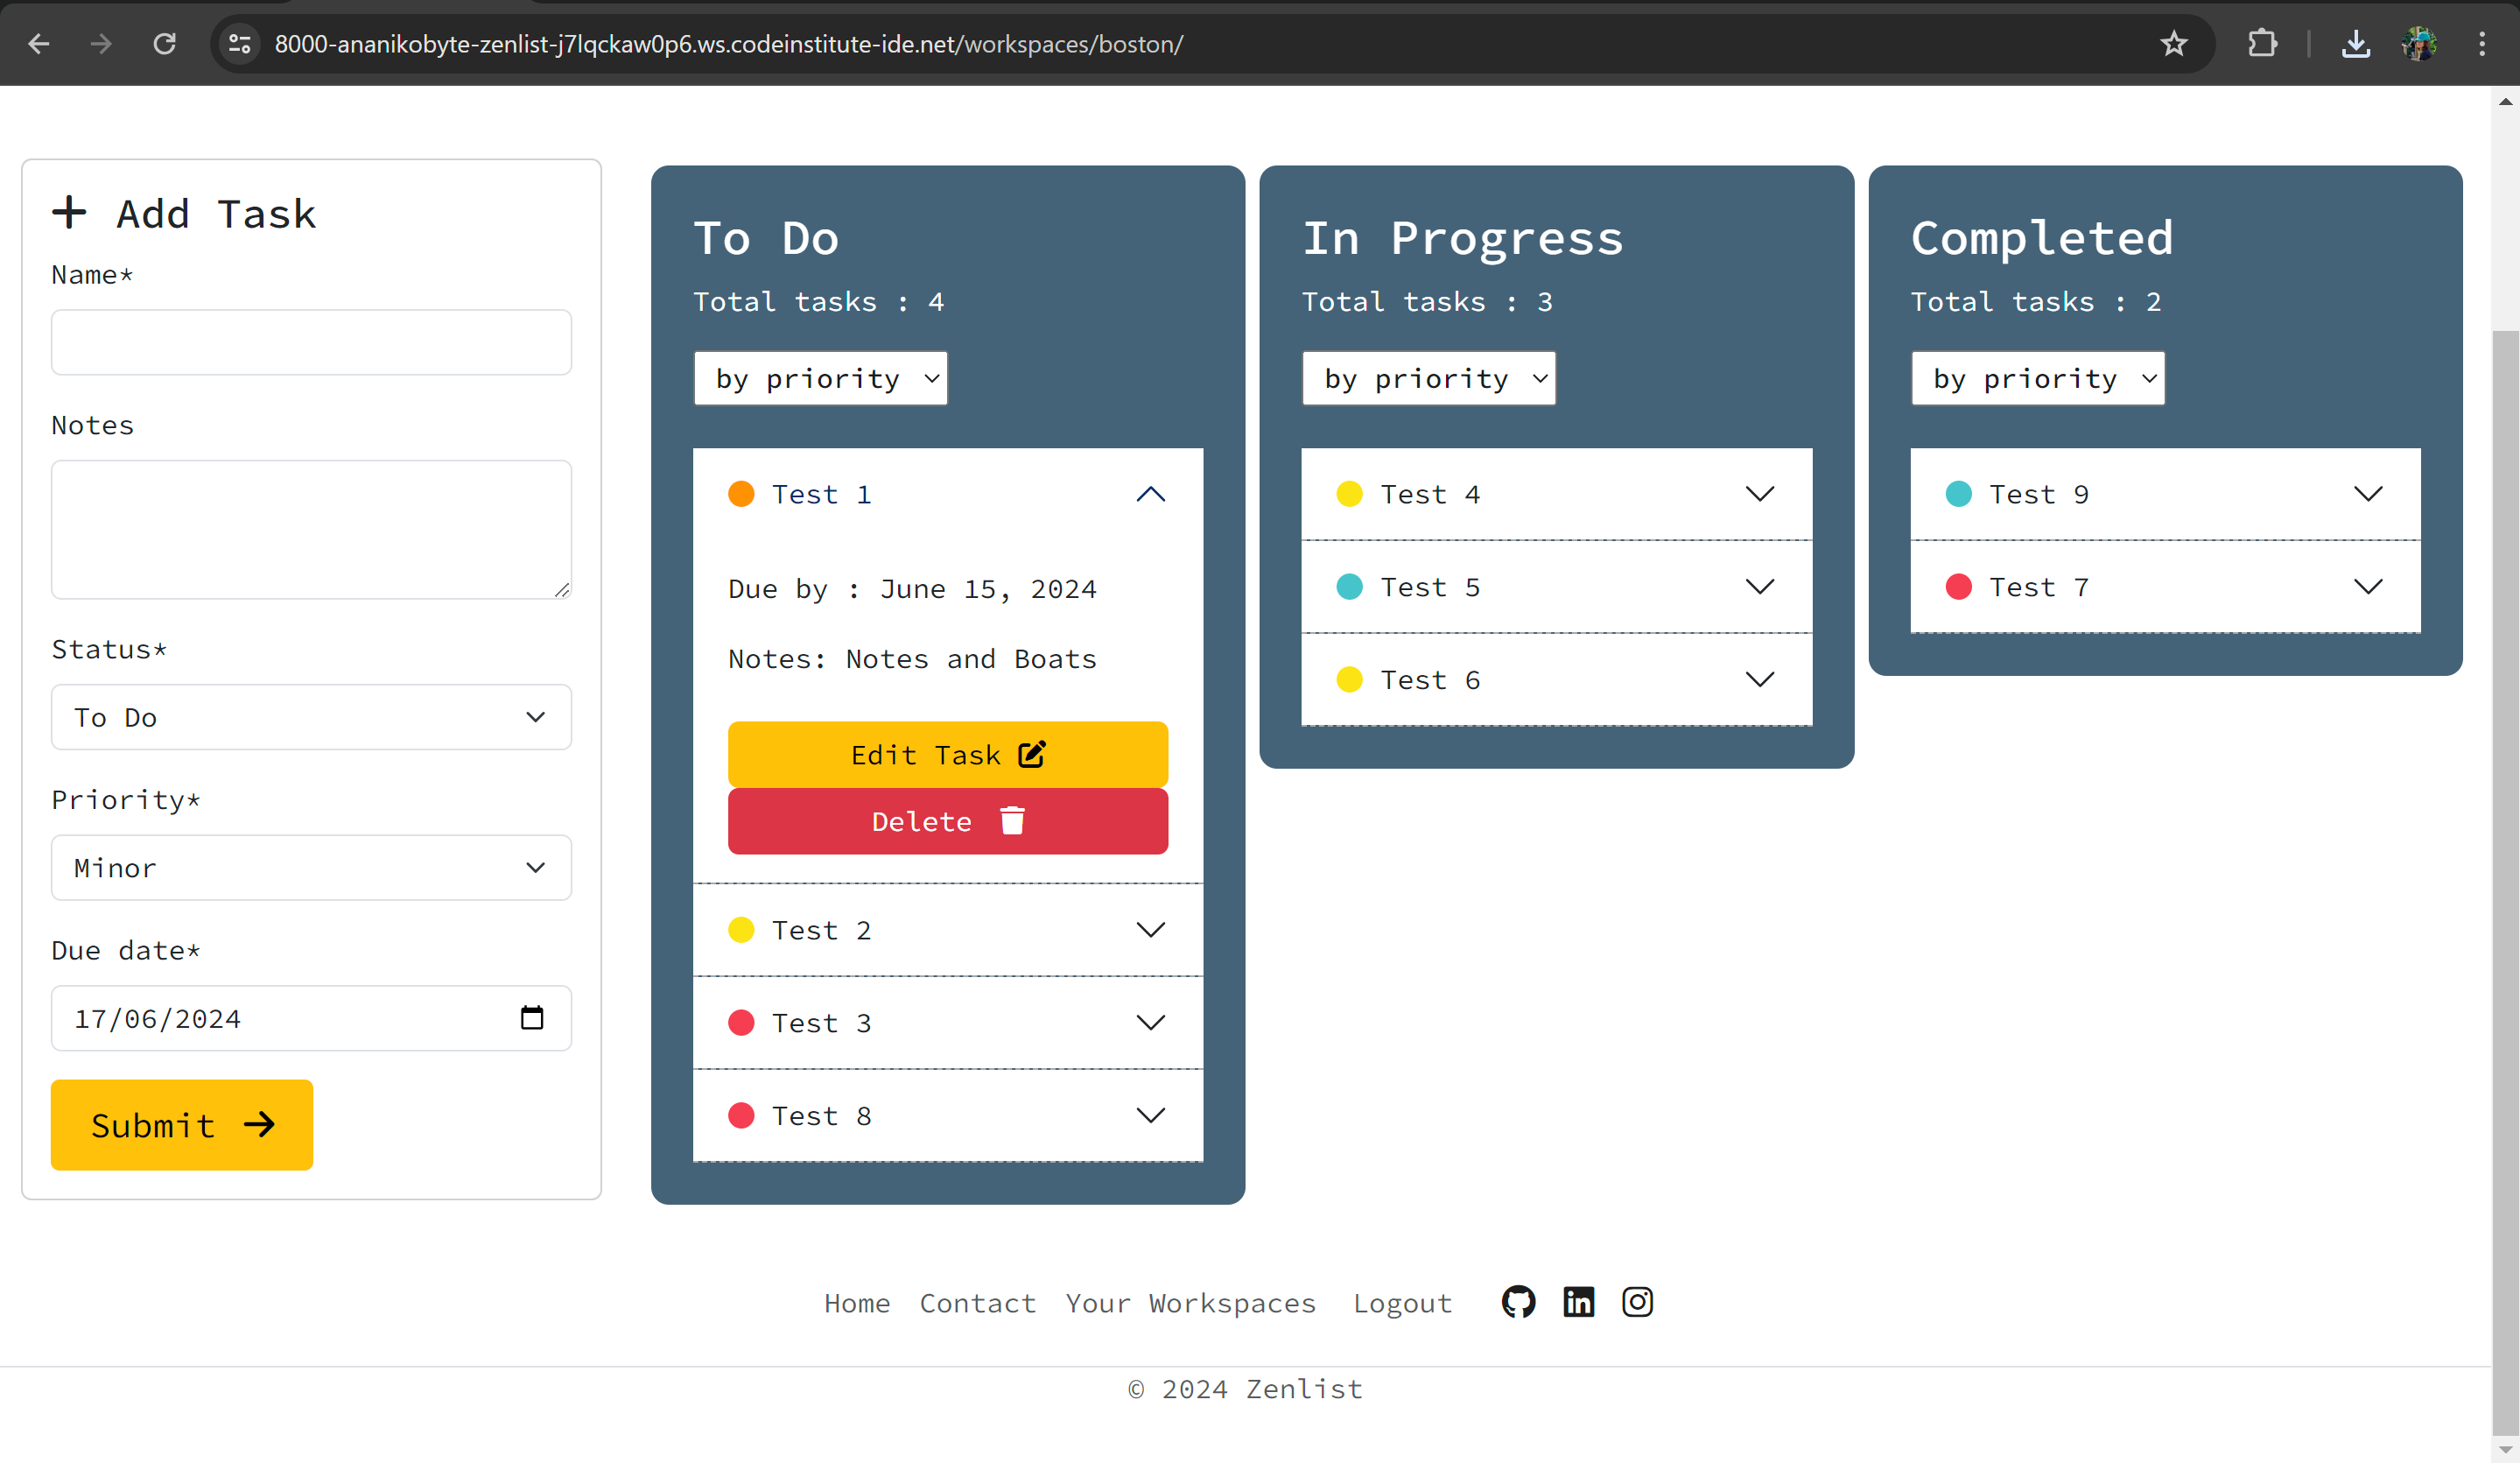 8000-ananikobyte-zenlist-j7lqckaw0p6.ws.codeinstitute-ide.net/workspaces/boston/
Add Task
Name*
Notes
Status*
To Do
Priority*
Minor
Due date*
17/06/2024
Submit
To Do
Total tasks : 4
by priority
Test 1
Due by : June 15, 2024
Notes: Notes and Boats
Edit Task
Delete
Test 2
Test 3
Test 8
In Progress
Total tasks : 3
by priority
Test 4
Test 5
Test 6
Completed
Total tasks : 2
by priority
Test 9
Test 7
Home Contact Your Workspaces Logout
© 2024 Zenlist